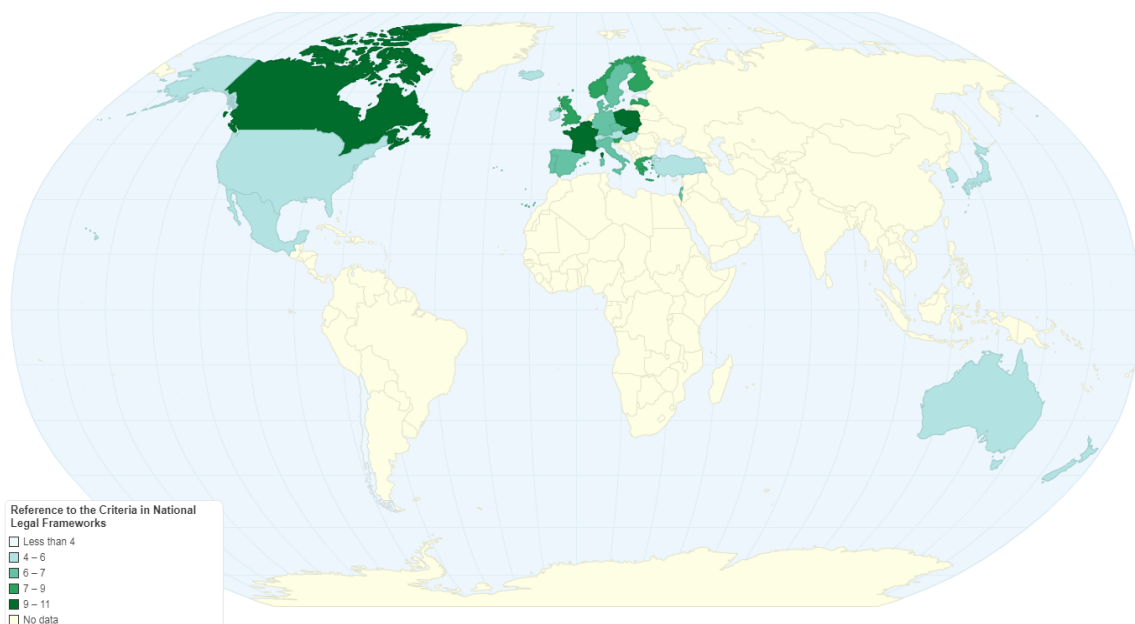 Reference to the Criteria in National
Legal Frameworks
Less than 4
4 – 6
6 – 7
7 – 9
9 – 11
No data